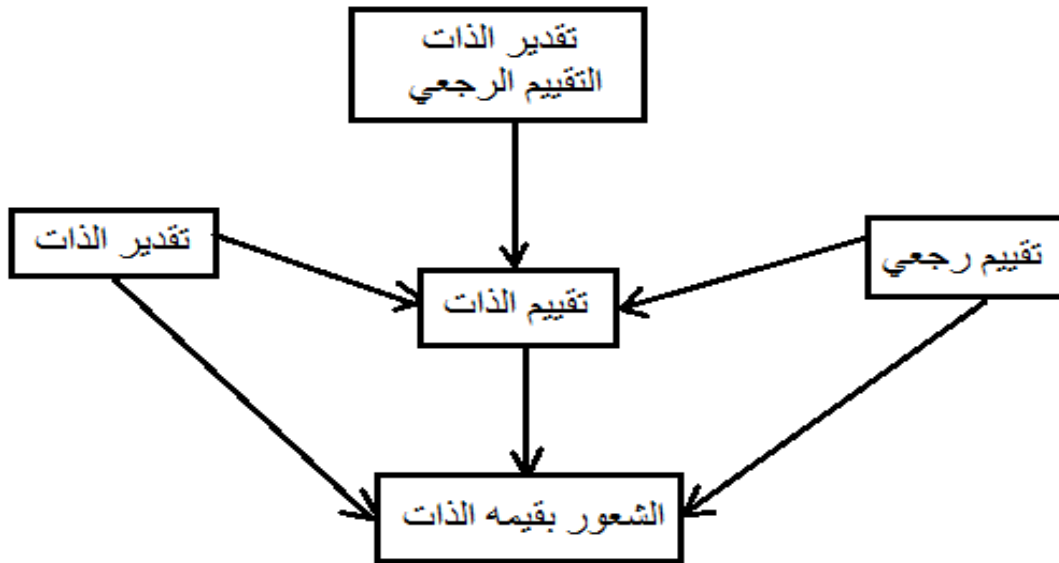 تقدير الذات
التقييم الرجعي
تقييم رجعي
تقدير الذات
تقييم الذات
الشعور بقيمه الذات